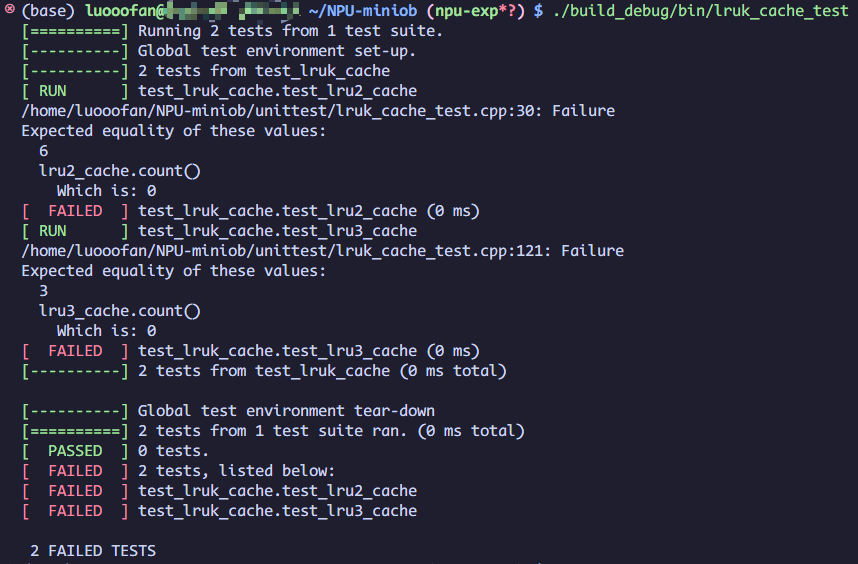 (base) luooofan@ ~/NPU-miniob (npu-exp*?) $ ./build_debug/bin/lruk_cache_test
[==========] Running 2 tests from 1 test suite.
[----------] Global test environment set-up.
[----------] 2 tests from test_lruk_cache
[ RUN      ] test_lruk_cache.test_lru2_cache
/home/luooofan/NPU-miniob/unittest/lruk_cache_test.cpp:30: Failure
Expected equality of these values:
  6
  lru2_cache.count()
    Which is: 0
[  FAILED  ] test_lruk_cache.test_lru2_cache (0 ms)
[ RUN      ] test_lruk_cache.test_lru3_cache
/home/luooofan/NPU-miniob/unittest/lruk_cache_test.cpp:121: Failure
Expected equality of these values:
  3
  lru3_cache.count()
    Which is: 0
[  FAILED  ] test_lruk_cache.test_lru3_cache (0 ms)
[----------] 2 tests from test_lruk_cache (0 ms total)
[----------] Global test environment tear-down
[==========] 2 tests from 1 test suite ran. (0 ms total)
[  PASSED  ] 0 tests.
[  FAILED  ] 2 tests, listed below:
[  FAILED  ] test_lruk_cache.test_lru2_cache
[  FAILED  ] test_lruk_cache.test_lru3_cache
 2 FAILED TESTS